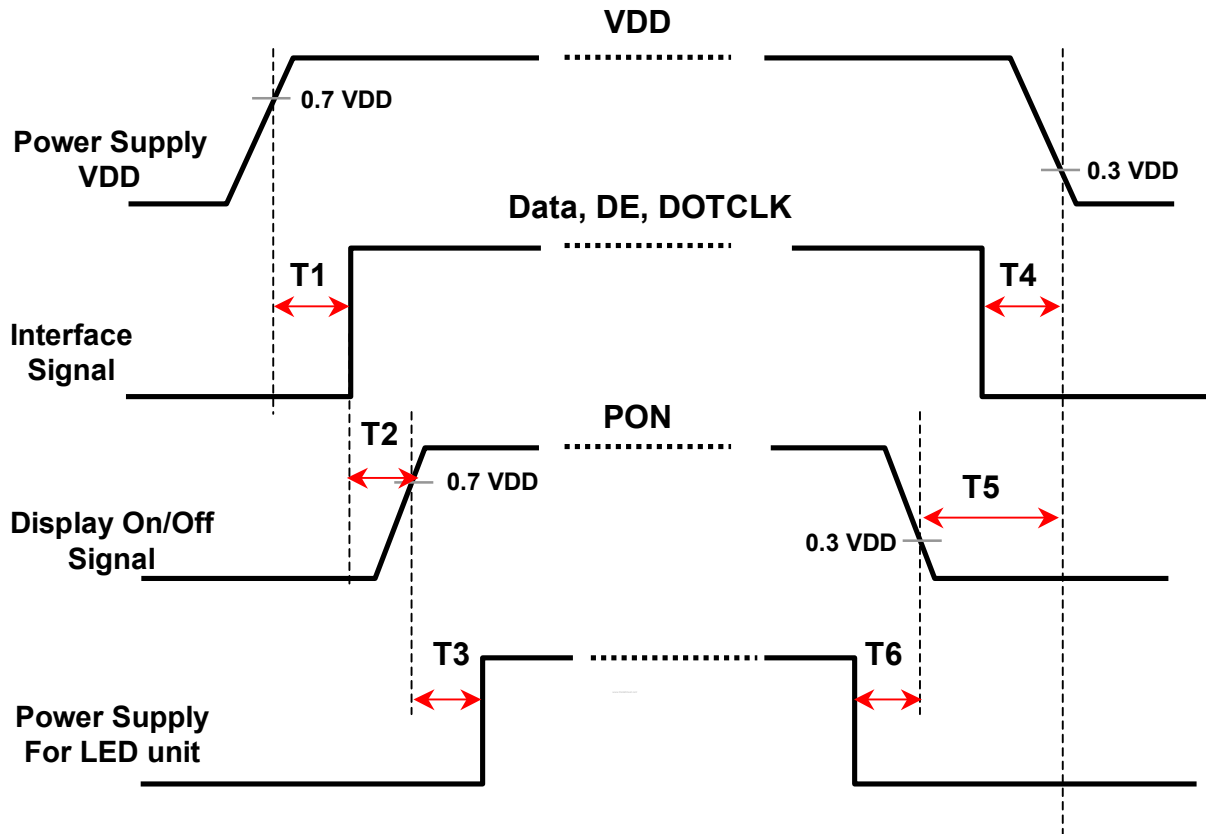 VDD
0.7 VDD
Power Supply
VDD
0.3 VDD
Data, DE, DOTCLK
T1
T4
Interface
Signal
PON
T2
0.7 VDD
T5
Display On/Off
Signal
0.3 VDD
T3
T6
Power Supply
For LED unit